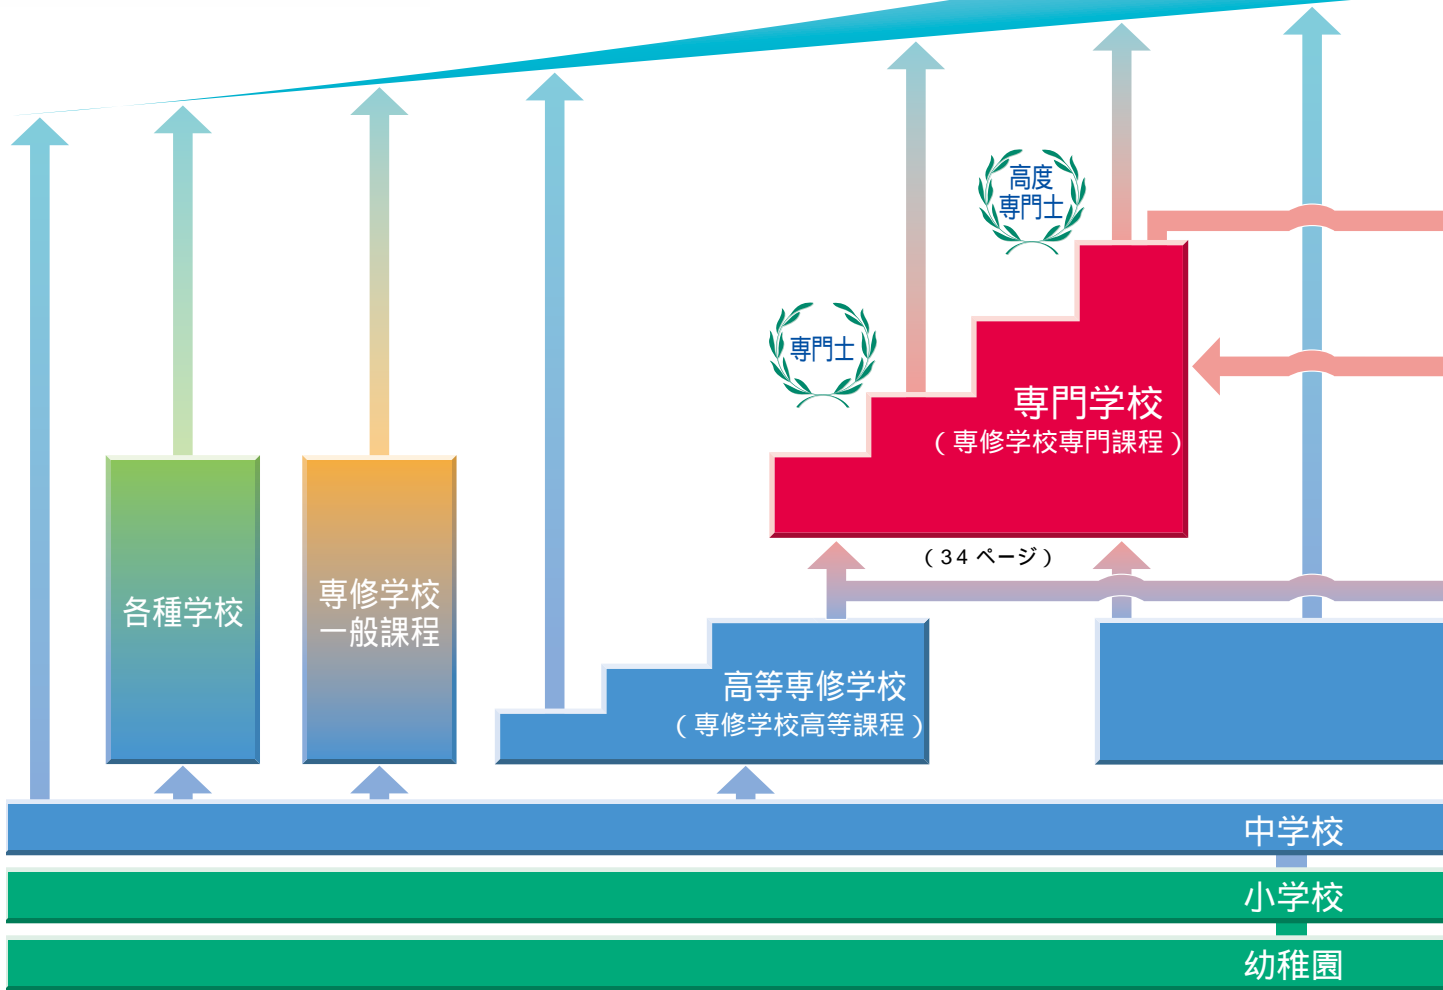 高度
専門士
専門士
専門学校
（専修学校専門課程）
（34 ページ）
各種学校
専修学校
一般課程
高等専修学校
（専修学校高等課程）
中学校
小学校
幼稚園